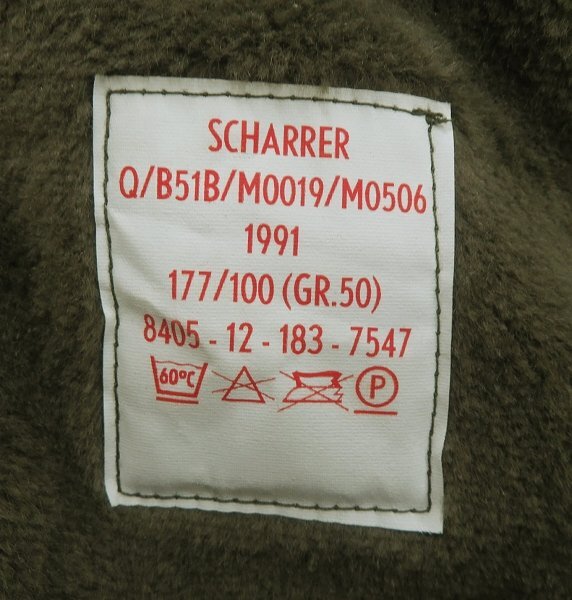 SCHARRER
Q/B51B/M0019/M0506
1991
177/100 (GR.50)
8405 - 12 - 183 - 7547
60°C P